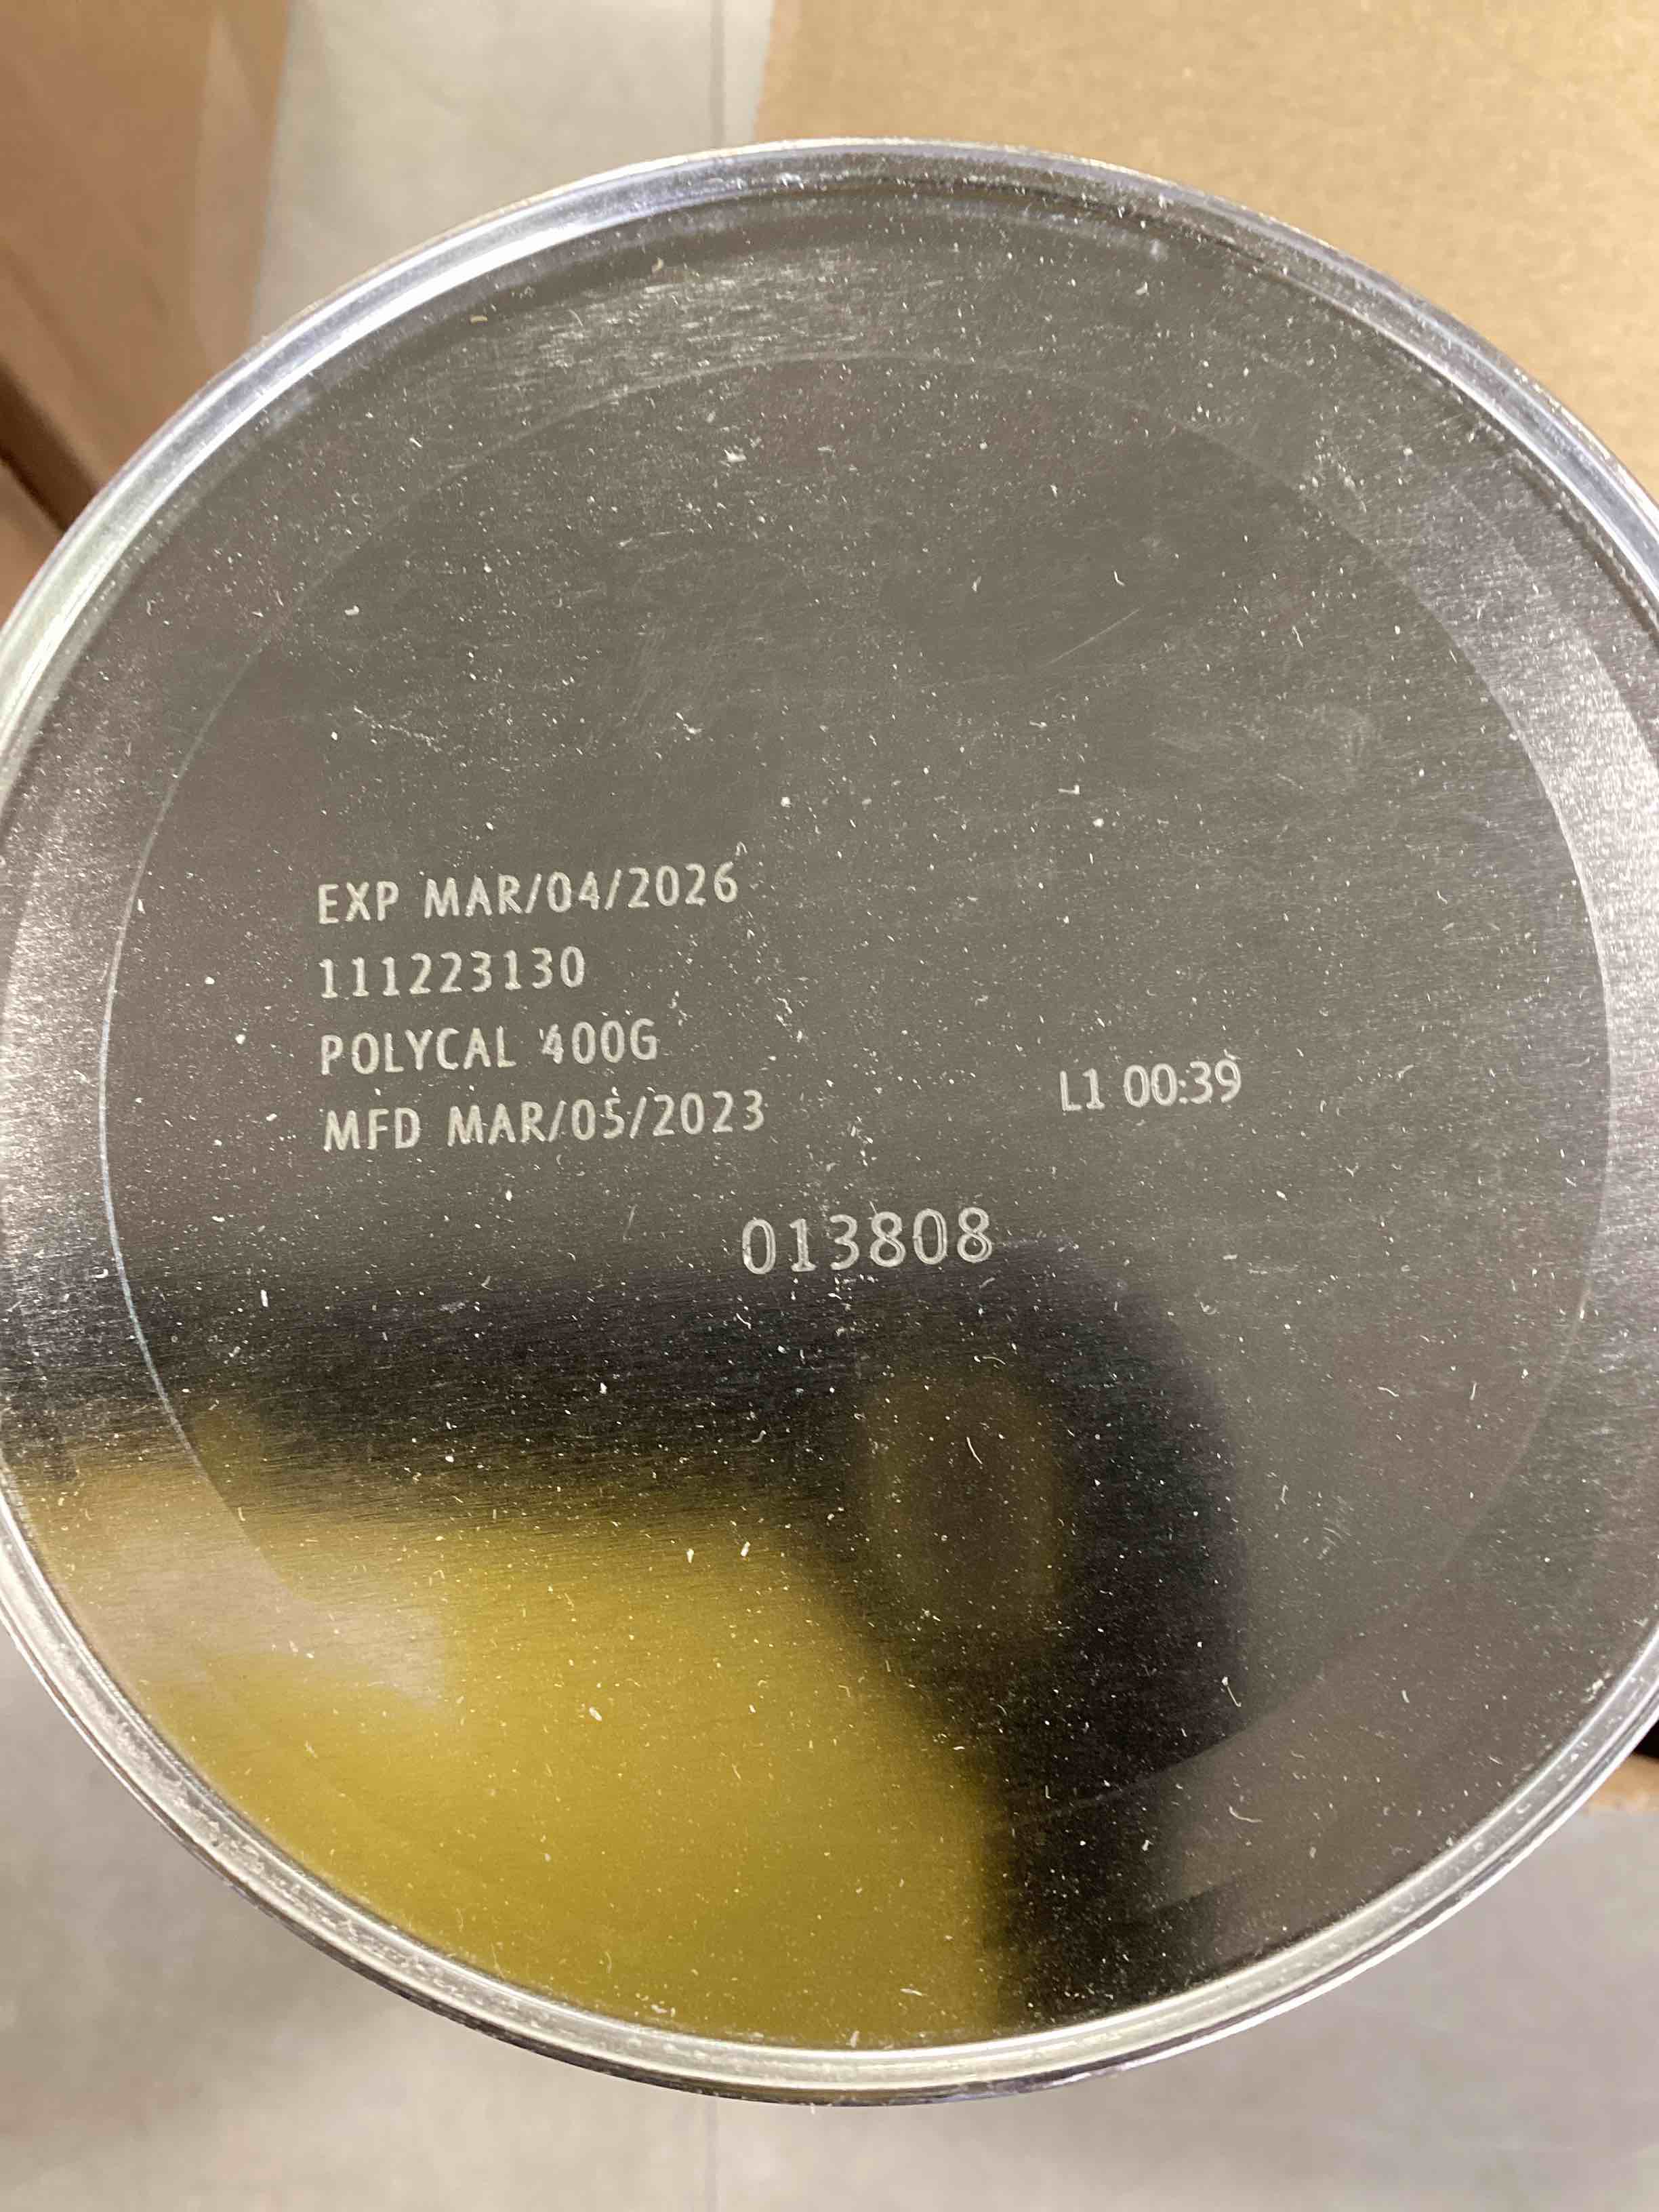 EXP MAR/04/2026
111223130
POLYCAL 400G
MFD MAR/05/2023
L1 00:39
013808